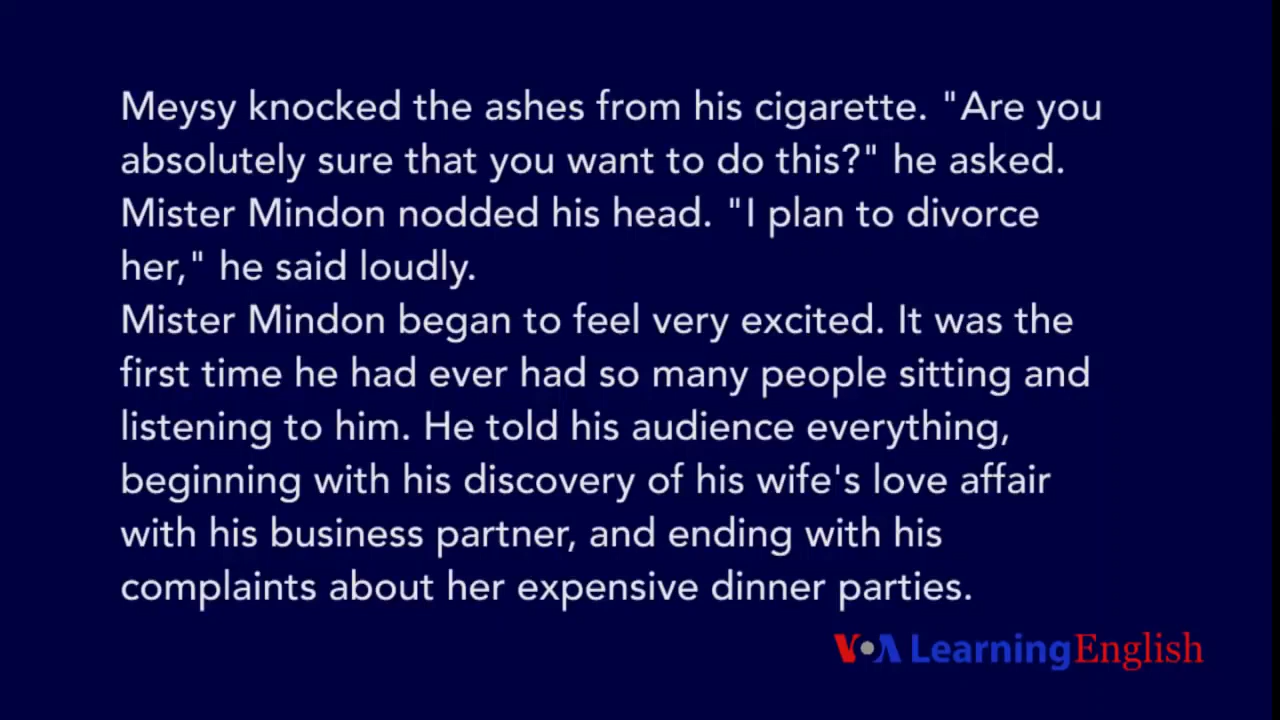 Meysy knocked the ashes from his cigarette. "Are you
absolutely sure that you want to do this?" he asked.
Mister Mindon nodded his head. "I plan to divorce
her," he said loudly.
Mister Mindon began to feel very excited. It was the
first time he had ever had so many people sitting and
listening to him. He told his audience everything,
beginning with his discovery of his wife's love affair
with his business partner, and ending with his
complaints about her expensive dinner parties.
VOA Learning English